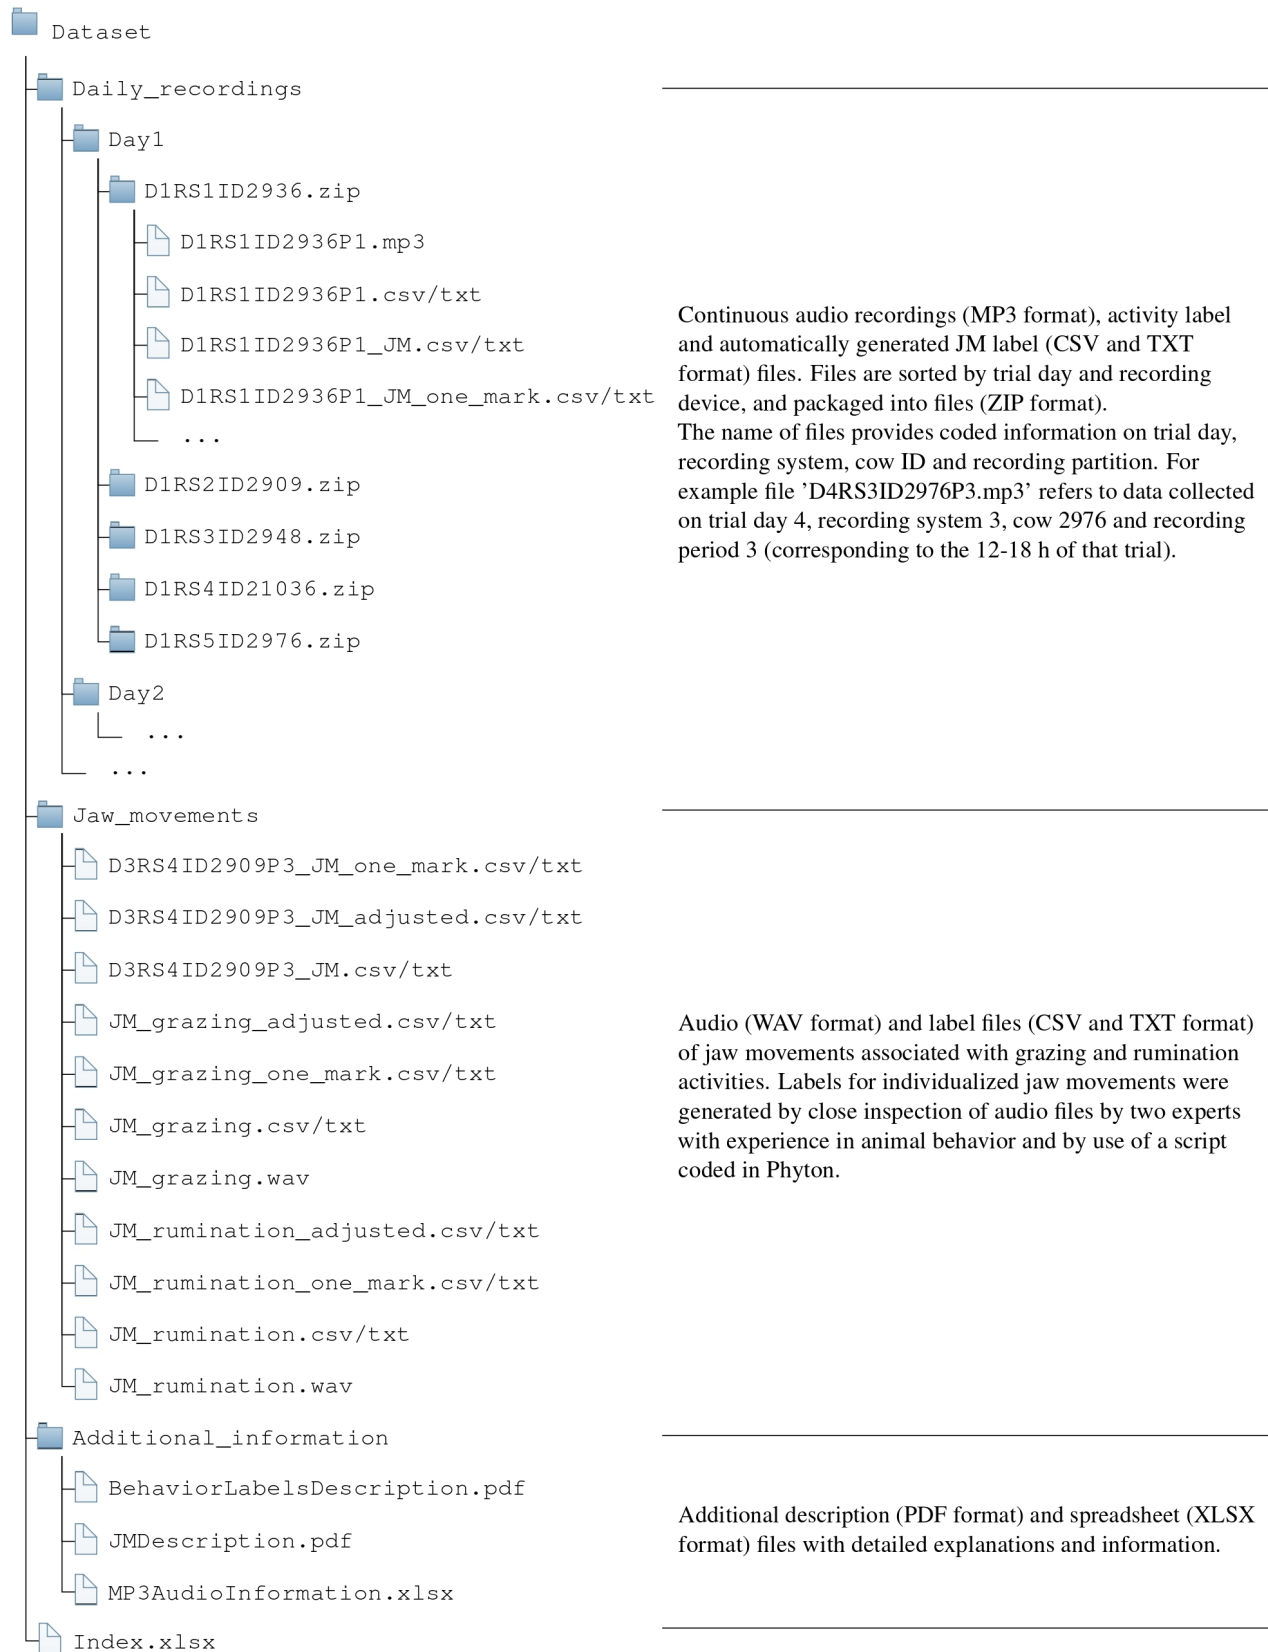 Dataset
Daily_recordings
Day1
D1RS1ID2936.zip
D1RS1ID2936P1.mp3
D1RS1ID2936P1.csv/txt
D1RS1ID2936P1_JM.csv/txt
D1RS1ID2936P1_JM_one_mark.csv/txt
...
D1RS2ID2909.zip
D1RS3ID2948.zip
D1RS4ID21036.zip
D1RS5ID2976.zip
Day2
...
...
Continuous audio recordings (MP3 format), activity label
and automatically generated JM label (CSV and TXT
format) files. Files are sorted by trial day and recording
device, and packaged into files (ZIP format).
The name of files provides coded information on trial day,
recording system, cow ID and recording partition. For
example file ’D4RS3ID2976P3.mp3’ refers to data collected
on trial day 4, recording system 3, cow 2976 and recording
period 3 (corresponding to the 12-18 h of that trial).
Jaw_movements
D3RS4ID2909P3_JM_one_mark.csv/txt
D3RS4ID2909P3_JM_adjusted.csv/txt
D3RS4ID2909P3_JM.csv/txt
JM_grazing_adjusted.csv/txt
JM_grazing_one_mark.csv/txt
JM_grazing.csv/txt
JM_grazing.wav
JM_rumination_adjusted.csv/txt
JM_rumination_one_mark.csv/txt
JM_rumination.csv/txt
JM_rumination.wav
Audio (WAV format) and label files (CSV and TXT format)
of jaw movements associated with grazing and rumination
activities. Labels for individualized jaw movements were
generated by close inspection of audio files by two experts
with experience in animal behavior and by use of a script
coded in Phyton.
Additional_information
BehaviorLabelsDescription.pdf
JMDescription.pdf
MP3AudioInformation.xlsx
Additional description (PDF format) and spreadsheet (XLSX
format) files with detailed explanations and information.
Index.xlsx